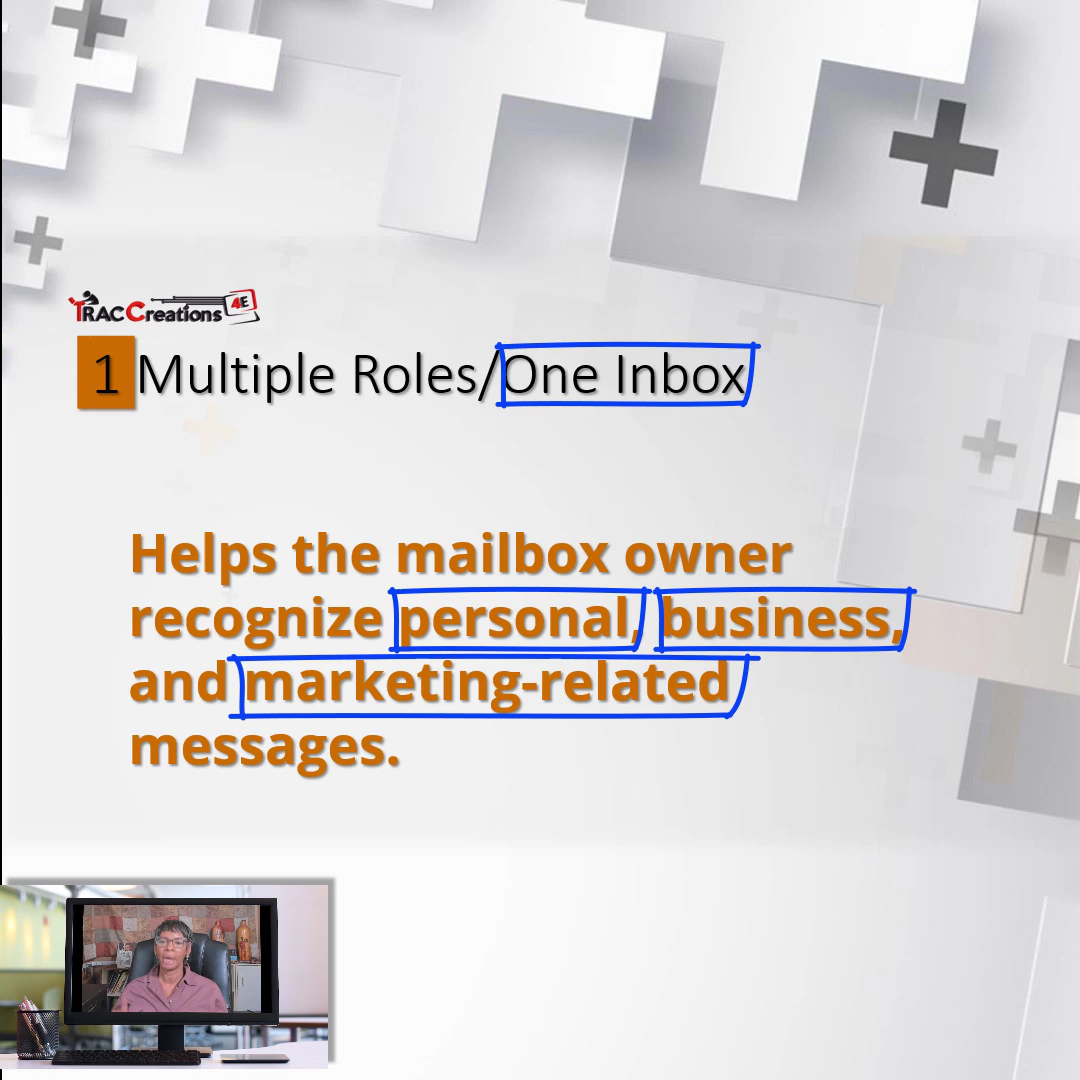 TRACCreations 4E
1 Multiple Roles/One Inbox
Helps the mailbox owner
recognize personal, business,
and marketing-related
messages.